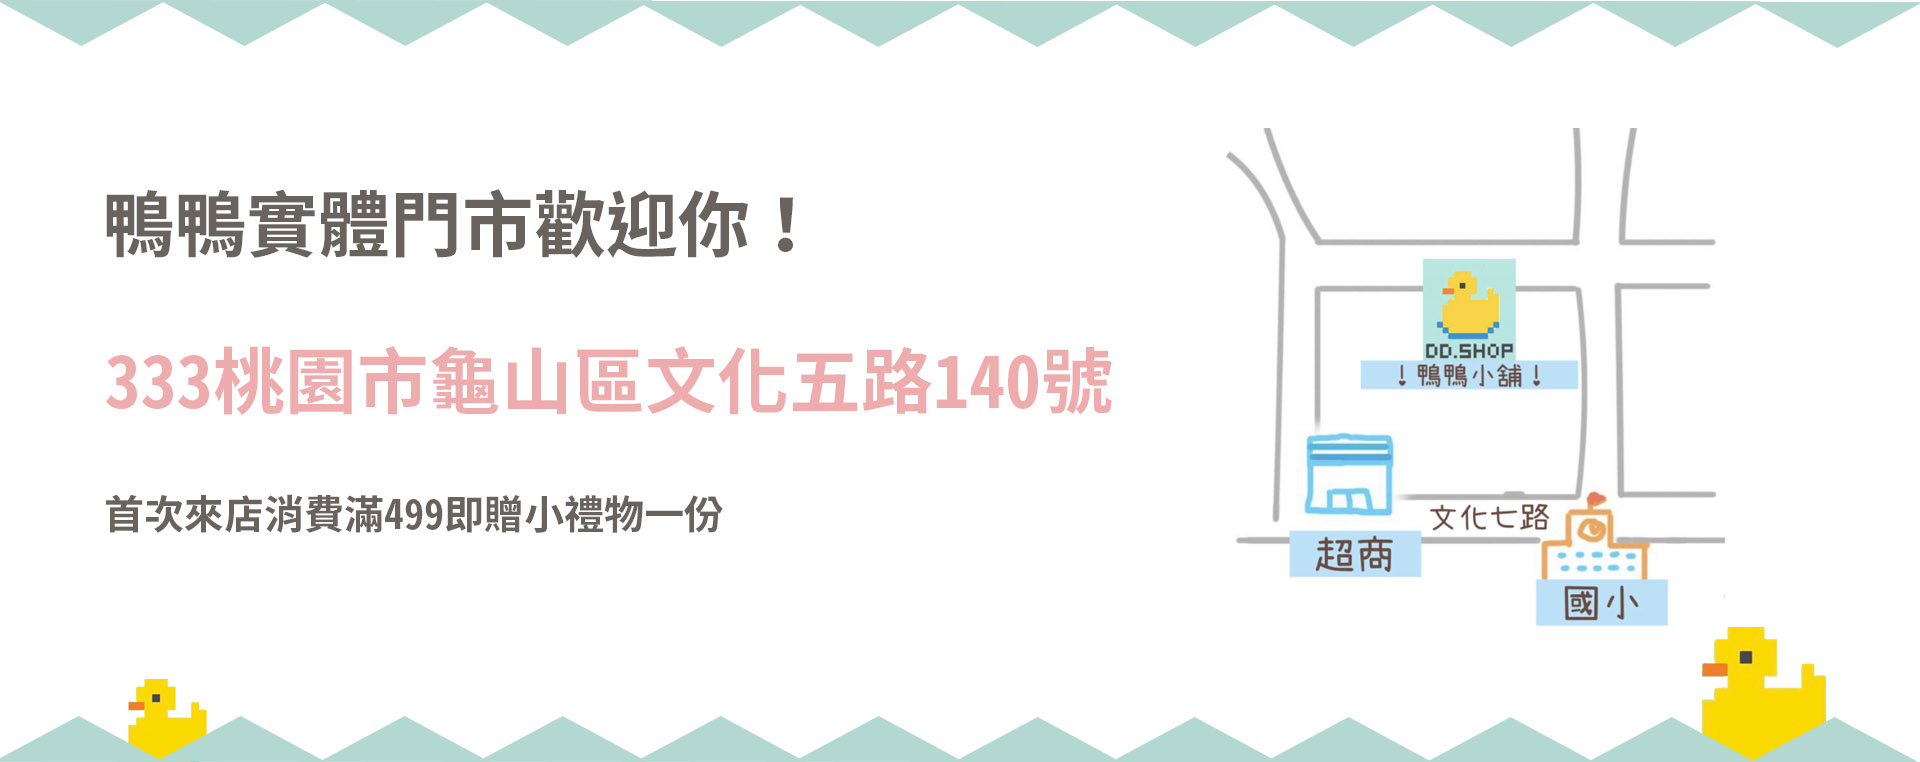 鴨鴨實體門市歡迎你！
333桃園市龜山區文化五路140號
首次來店消費滿499即贈小禮物一份
DD.SHOP
！鴨鴨小舖！
文化七路
超商
國小